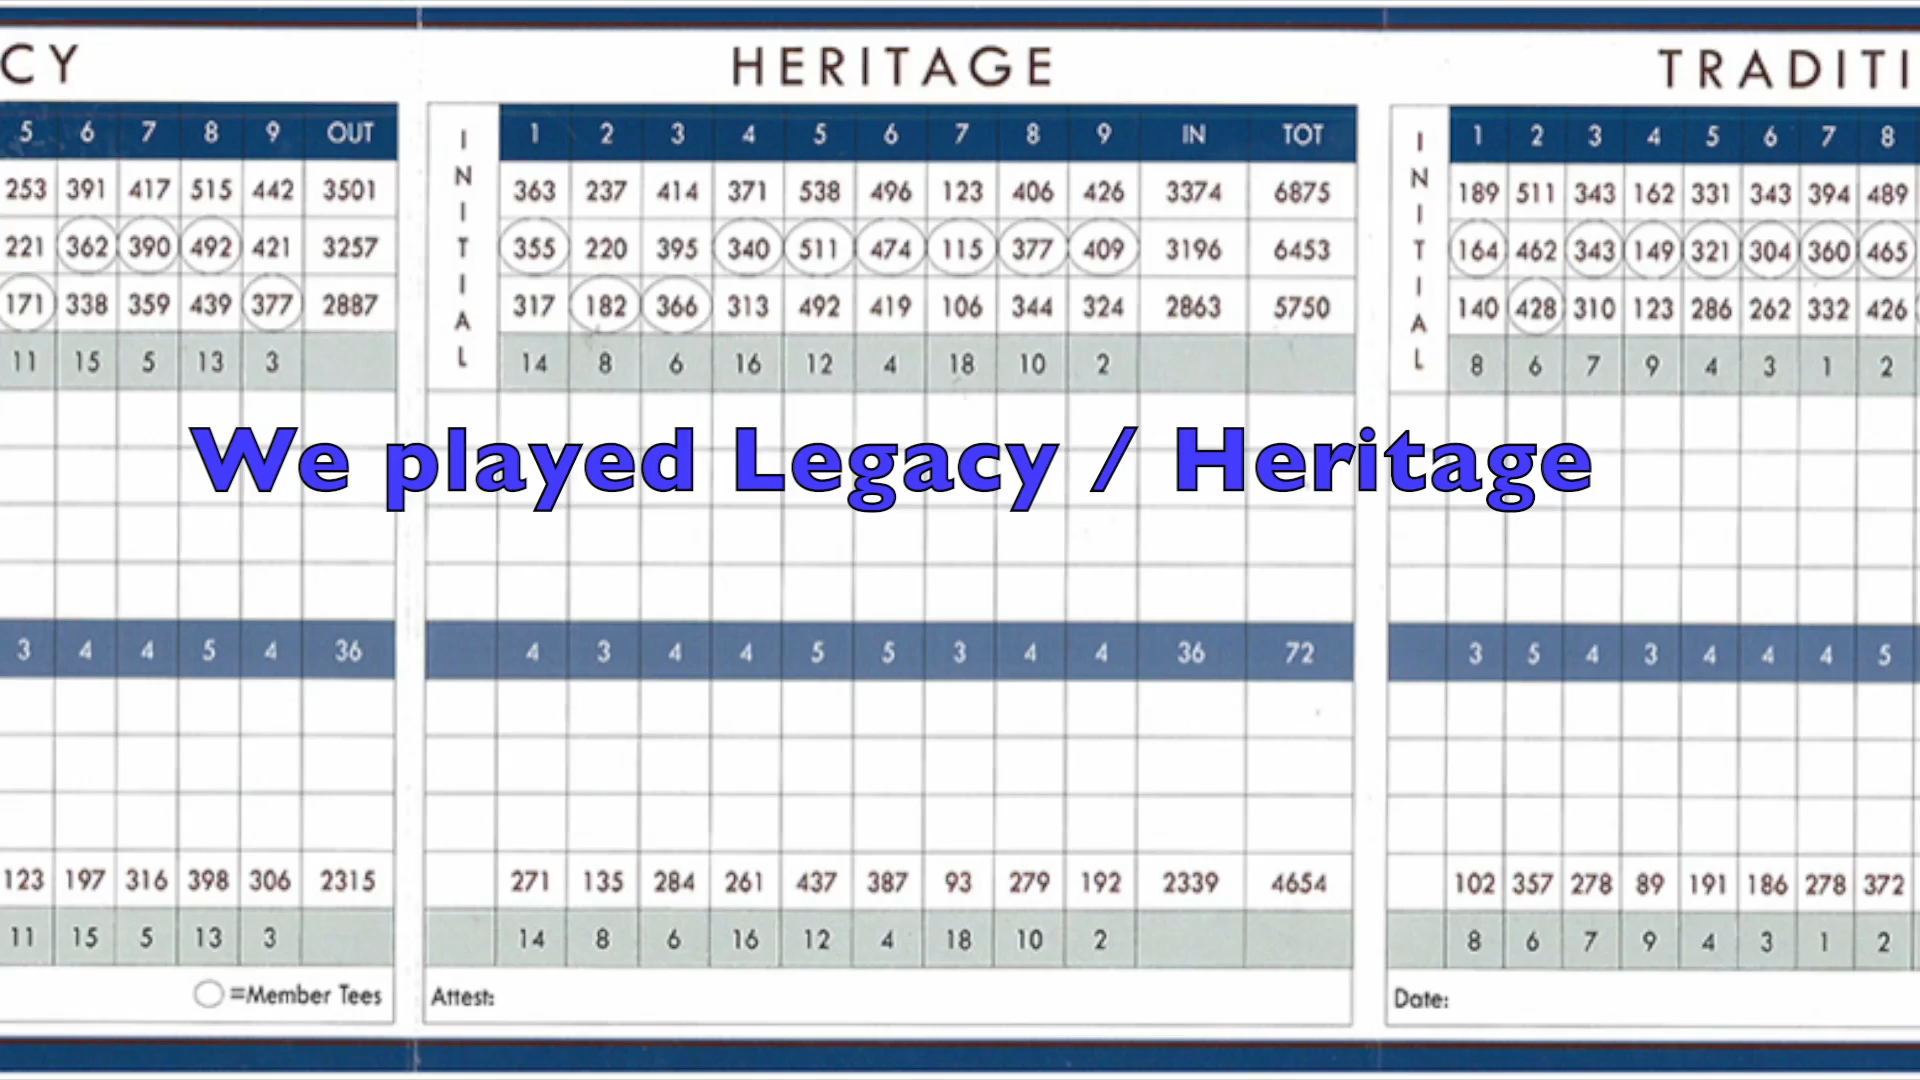 CY HERITAGE TRADITI
5 6 7 8 9 OUT INITIAL 1 2 3 4 5 6 7 8 9 IN TOT INITIAL 1 2 3 4 5 6 7 8
253 391 417 515 442 3501 363 237 414 371 538 496 123 406 426 3374 6875 189 511 343 162 331 343 394 489
221 362 390 492 421 3257 355 220 395 340 511 474 115 377 409 3196 6453 164 462 343 149 321 304 360 465
171 338 359 439 377 2887 317 182 366 313 492 419 106 344 324 2863 5750 140 428 310 123 286 262 332 426
11 15 5 13 3 14 8 6 16 12 4 18 10 2 8 6 7 9 4 3 1 2
We played Legacy / Heritage
3 4 4 5 4 36 4 3 4 4 5 5 3 4 4 36 72 3 5 4 3 4 4 4 5
123 197 316 398 306 2315 271 135 284 261 437 387 93 279 192 2339 4654 102 357 278 89 191 186 278 372
11 15 5 13 3 14 8 6 16 12 4 18 10 2 8 6 7 9 4 3 1 2
=Member Tees Attest: Date: